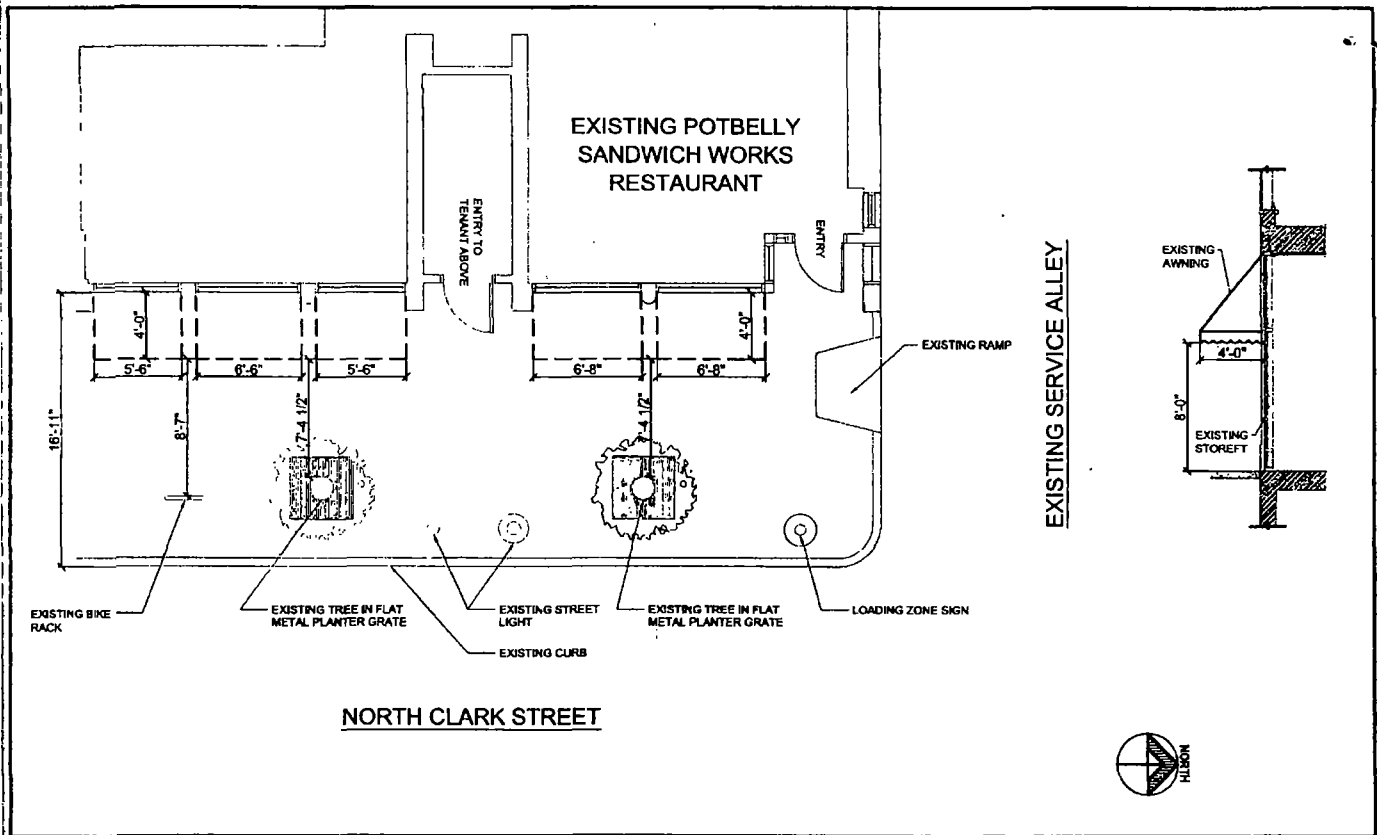 EXISTING POTBELLY
SANDWICH WORKS
RESTAURANT
ENTRY TO
TENANT ABOVE
ENTRY
4'-0"
4'-0"
5'-6"
6'-6"
5'-6"
6'-8"
6'-8"
16'-11"
8'-7"
7'-4 1/2"
7'-4 1/2"
EXISTING RAMP
EXISTING BIKE
RACK
EXISTING TREE IN FLAT
METAL PLANTER GRATE
EXISTING STREET
LIGHT
EXISTING TREE IN FLAT
METAL PLANTER GRATE
LOADING ZONE SIGN
EXISTING CURB
NORTH CLARK STREET
EXISTING SERVICE ALLEY
EXISTING
AWNING
4'-0"
8'-0"
EXISTING
STOREFT
NORTH